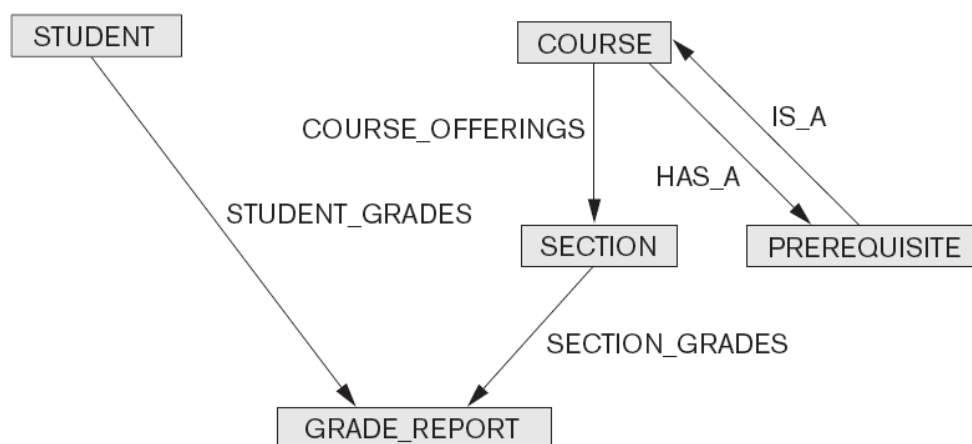 STUDENT
COURSE
IS_A
COURSE_OFFERINGS
HAS_A
STUDENT_GRADES
SECTION
PREREQUISITE
SECTION_GRADES
GRADE_REPORT